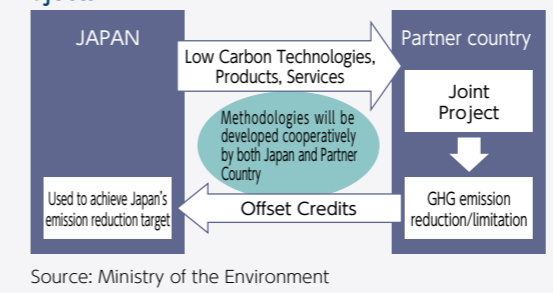 JAPAN
Low Carbon Technologies,
Products, Services
Partner country
Joint
Project
Methodologies will be
developed cooperatively
by both Japan and Partner
Country
Used to achieve Japan's
emission reduction target
Offset Credits
GHG emission
reduction/limitation
Source: Ministry of the Environment